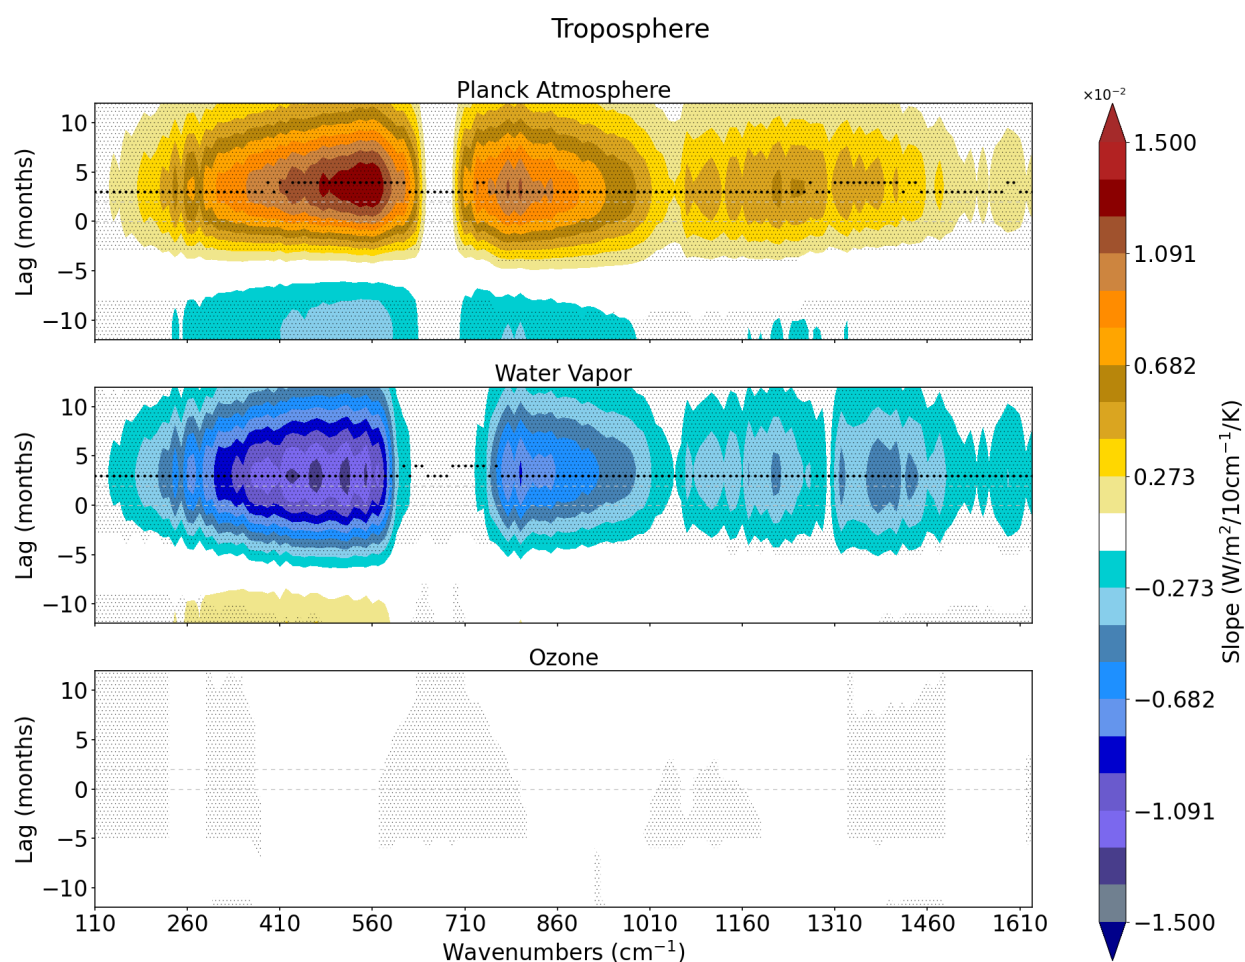 Troposphere
Planck Atmosphere
×10⁻²
10
5
0
−5
−10
Lag (months)
Water Vapor
10
5
0
−5
−10
Lag (months)
Ozone
10
5
0
−5
−10
Lag (months)
110 260 410 560 710 860 1010 1160 1310 1460 1610
Wavenumbers (cm⁻¹)
1.500
1.091
0.682
0.273
−0.273
−0.682
−1.091
−1.500
Slope (W/m²/10cm⁻¹/K)